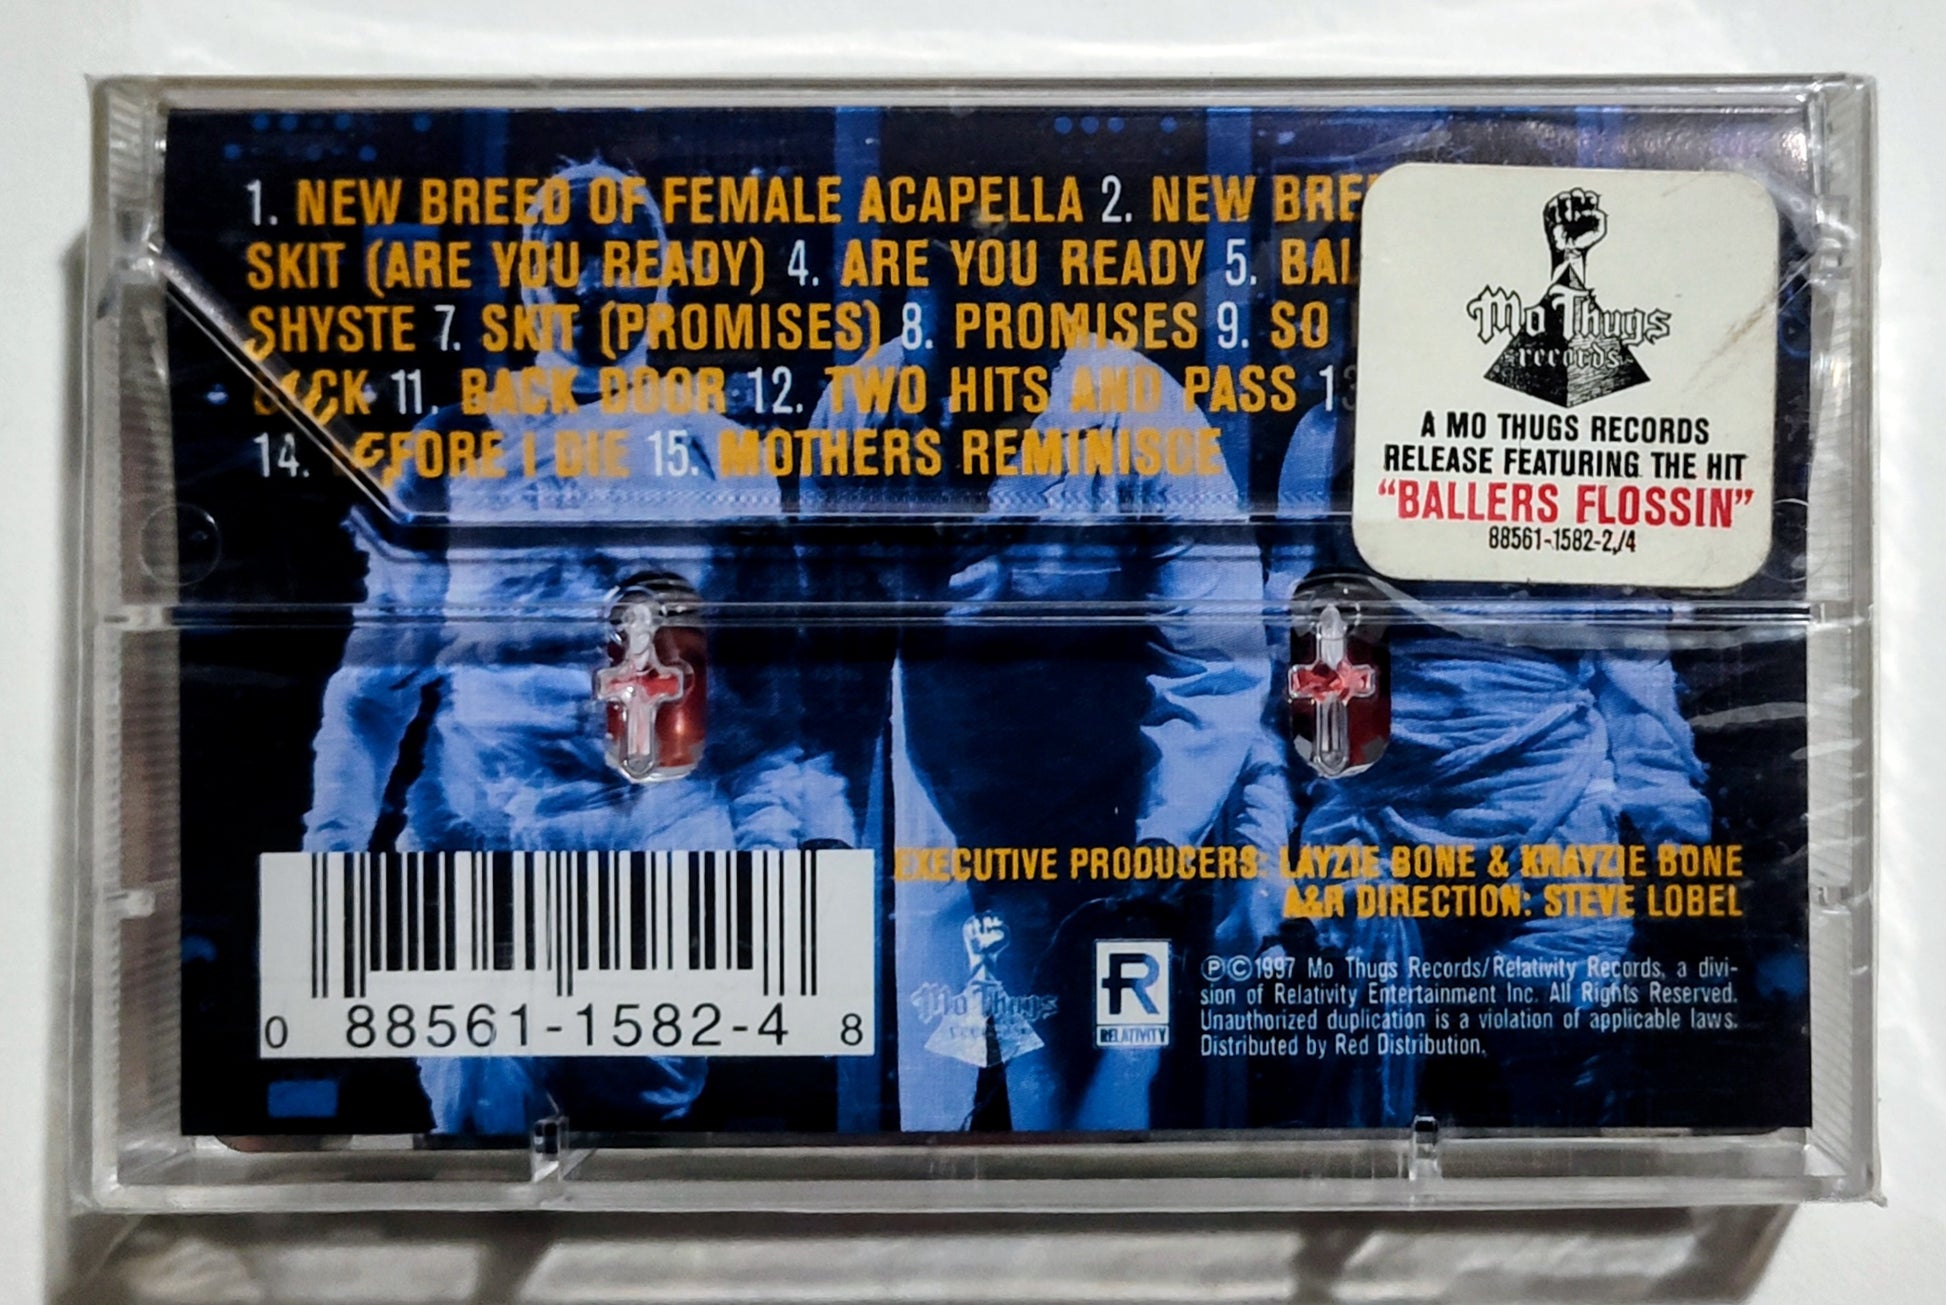 1. NEW BREED OF FEMALE ACAPELLA 2. NEW BRE
SKIT (ARE YOU READY) 4. ARE YOU READY 5. BAL
SHYSTE 7. SKIT (PROMISES) 8. PROMISES 9. SO
11. BACK DOOR 12. TWO HITS AND PASS 13
14. BEFORE I DIE 15. MOTHERS REMINISCE
Mo Thugs
records
A MO THUGS RECORDS
RELEASE FEATURING THE HIT
"BALLERS FLOSSIN"
88561-1582-2/4
EXECUTIVE PRODUCERS: LAYZIE BONE & KRAYZIE BONE
A&R DIRECTION: STEVE LOBEL
0 88561-1582-4 8
Mo Thugs
records
R
RELATIVITY
℗©1997 Mo Thugs Records/Relativity Records, a divi-
sion of Relativity Entertainment Inc. All Rights Reserved.
Unauthorized duplication is a violation of applicable laws.
Distributed by Red Distribution.